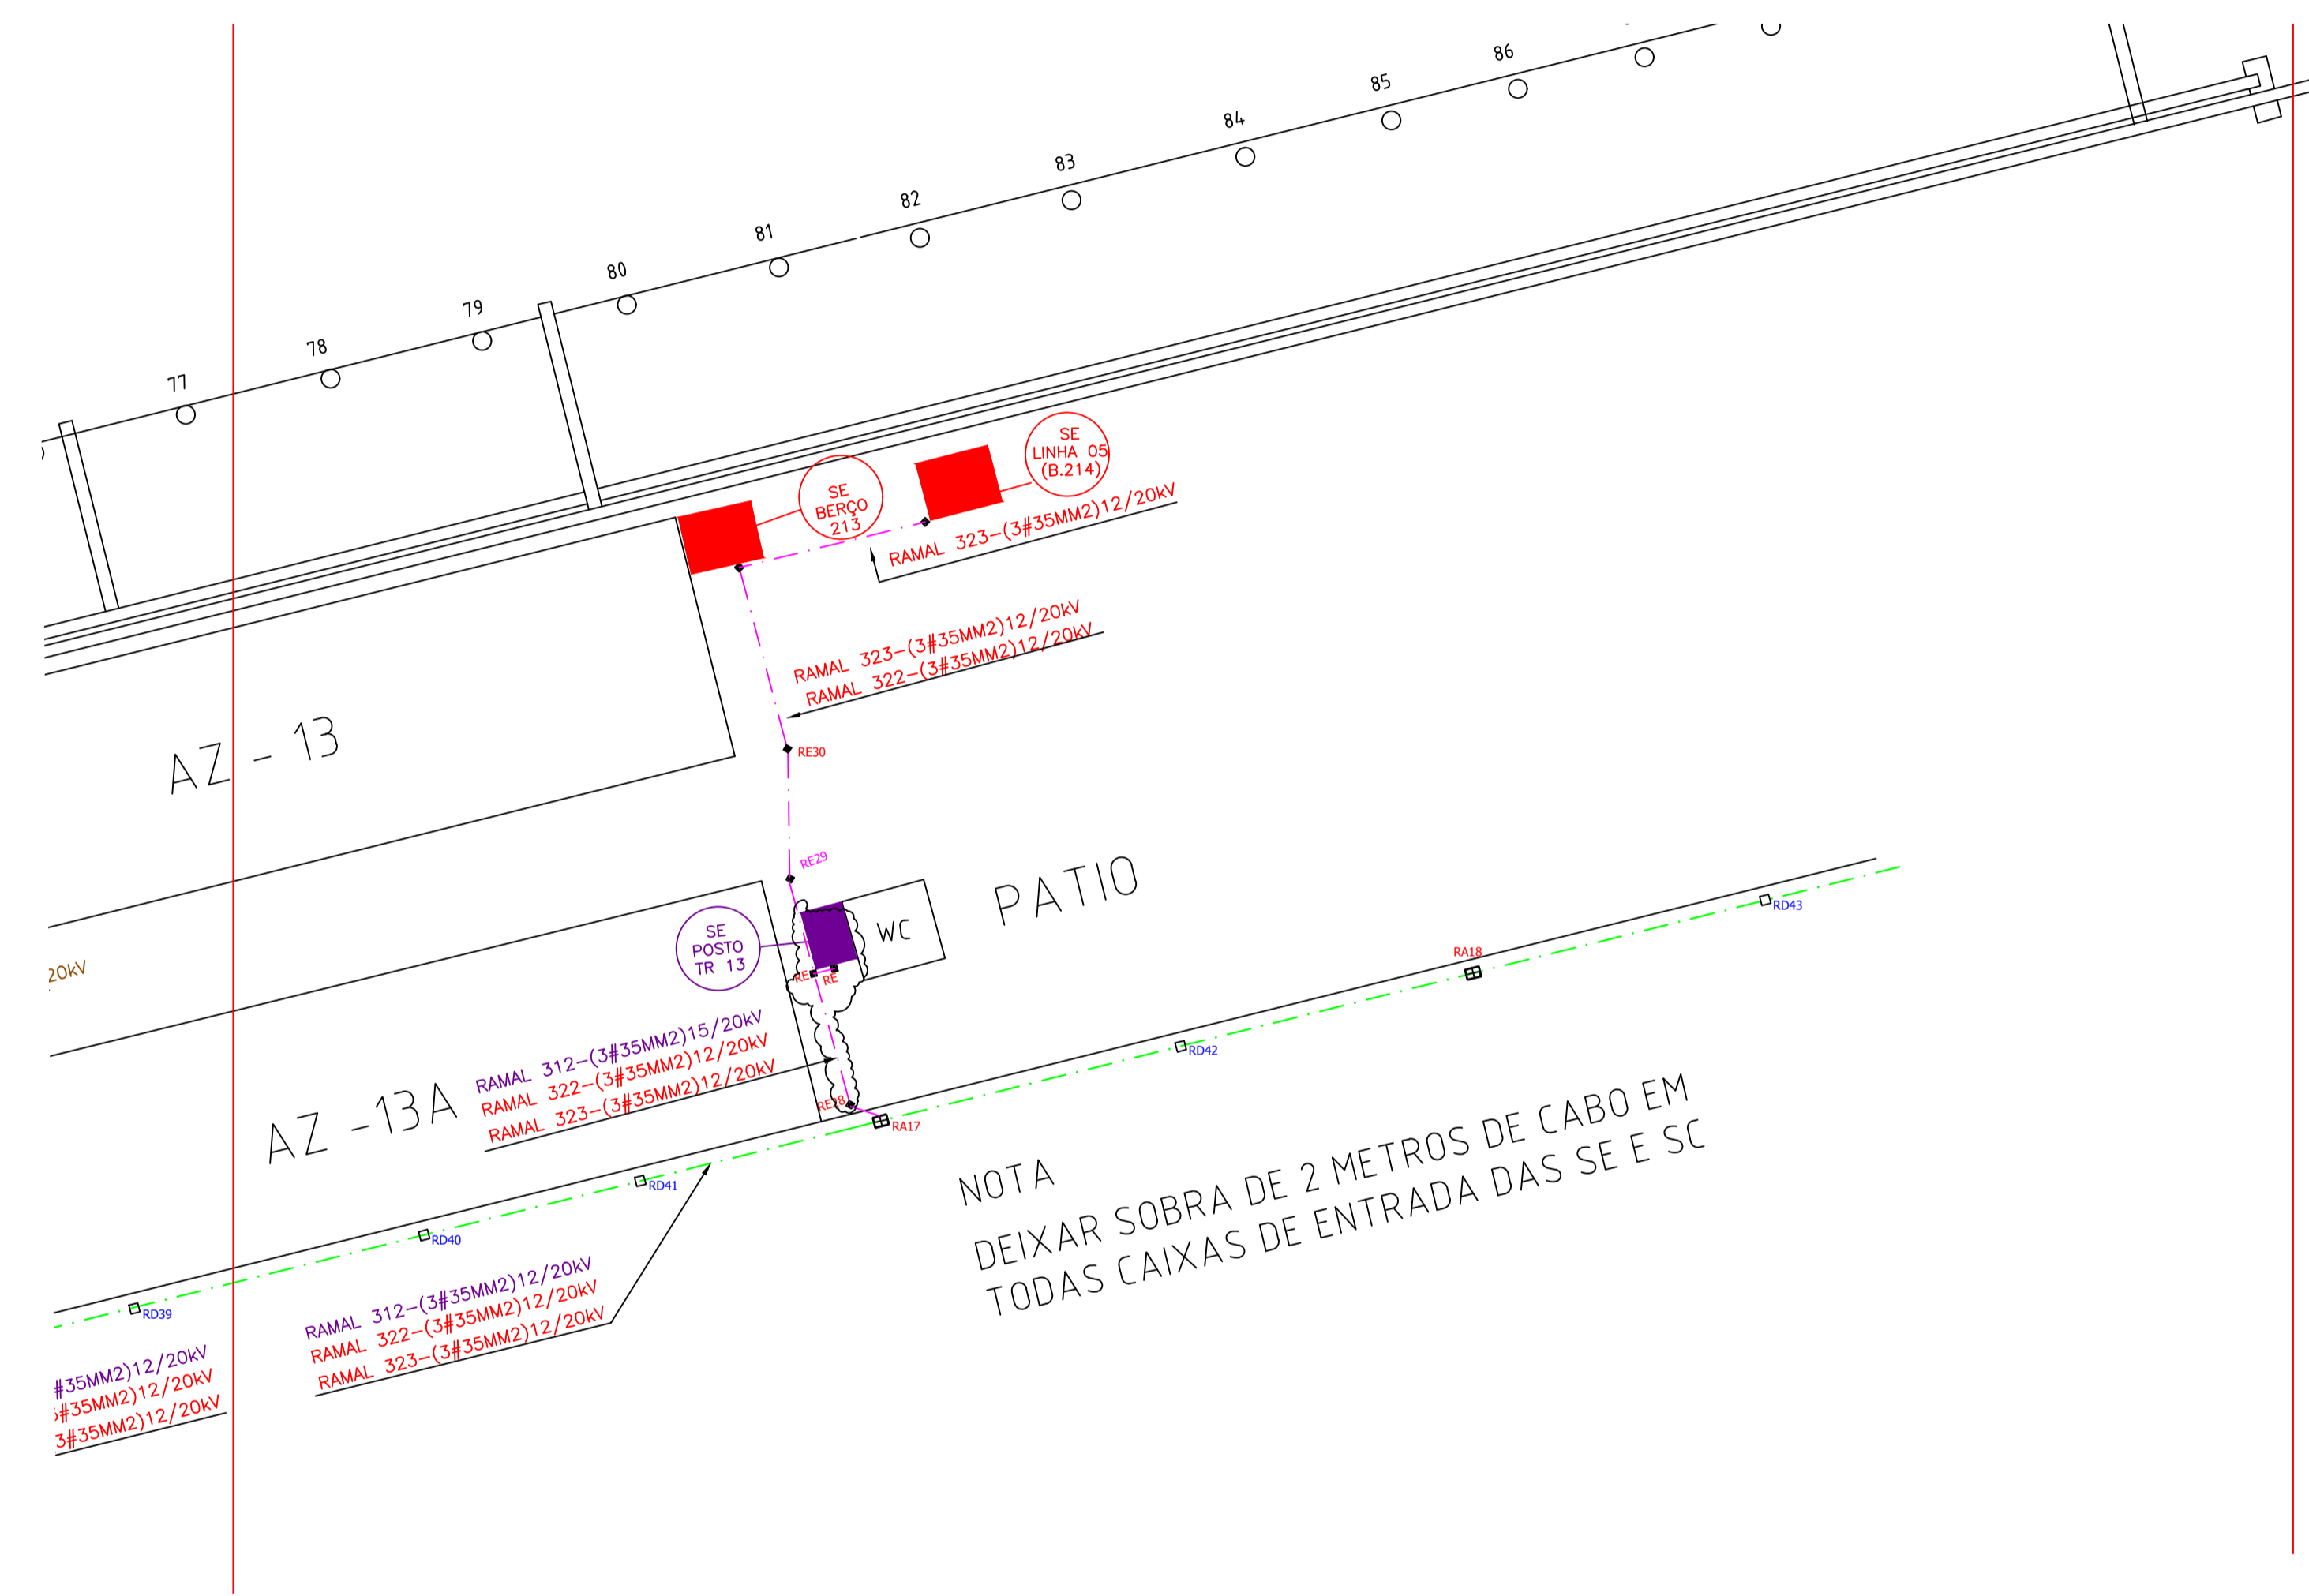 77
78
79
80
81
82
83
84
85
86
SE
BERÇO
213
SE
LINHA 05
(B.214)
RAMAL 323-(3#35MM2)12/20kV
RAMAL 323-(3#35MM2)12/20kV
RAMAL 322-(3#35MM2)12/20kV
AZ - 13
RE30
RE29
PATIO
WC
SE
POSTO
TR 13
RE
RE
20kV
RD43
RA18
RD42
RAMAL 312-(3#35MM2)15/20kV
RAMAL 322-(3#35MM2)12/20kV
RAMAL 323-(3#35MM2)12/20kV
AZ -13A
RE28
RA17
RD41
RD40
RD39
NOTA
DEIXAR SOBRA DE 2 METROS DE CABO EM
TODAS CAIXAS DE ENTRADA DAS SE E SC
RAMAL 312-(3#35MM2)12/20kV
RAMAL 322-(3#35MM2)12/20kV
RAMAL 323-(3#35MM2)12/20kV
#35MM2)12/20kV
#35MM2)12/20kV
3#35MM2)12/20kV